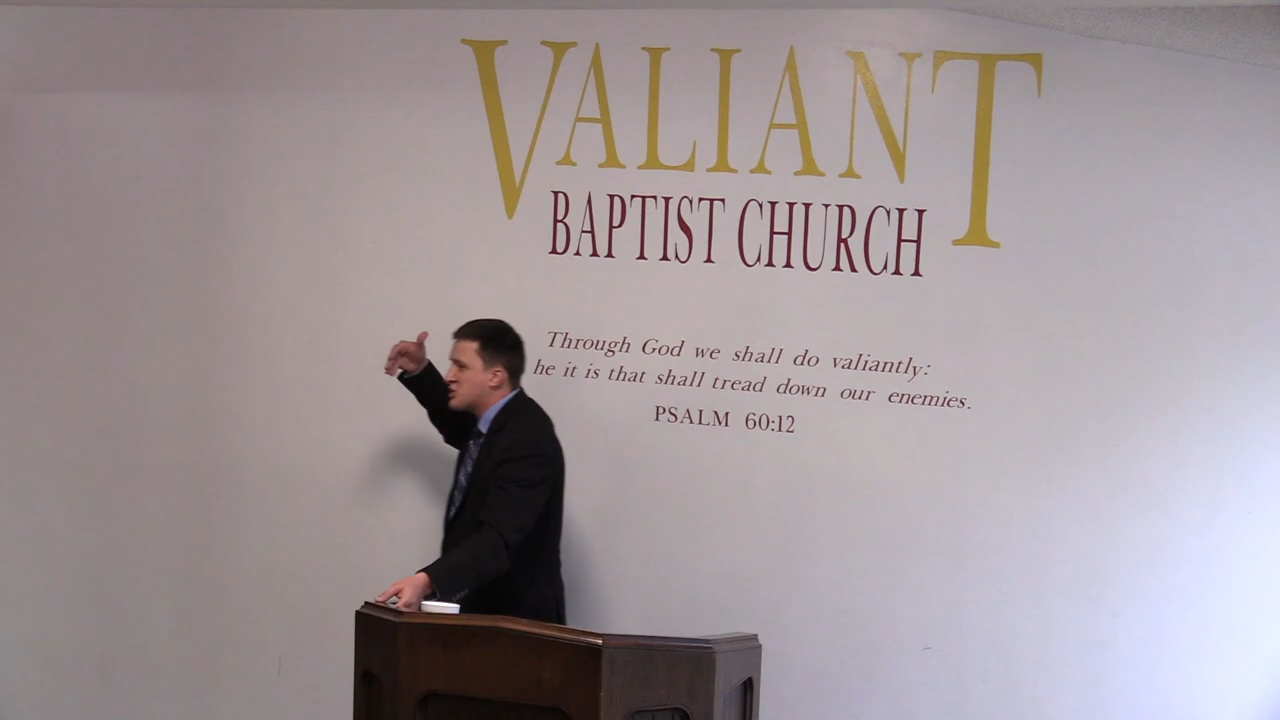 VALIANT
BAPTIST CHURCH
Through God we shall do valiantly:
he it is that shall tread down our enemies.
PSALM 60:12